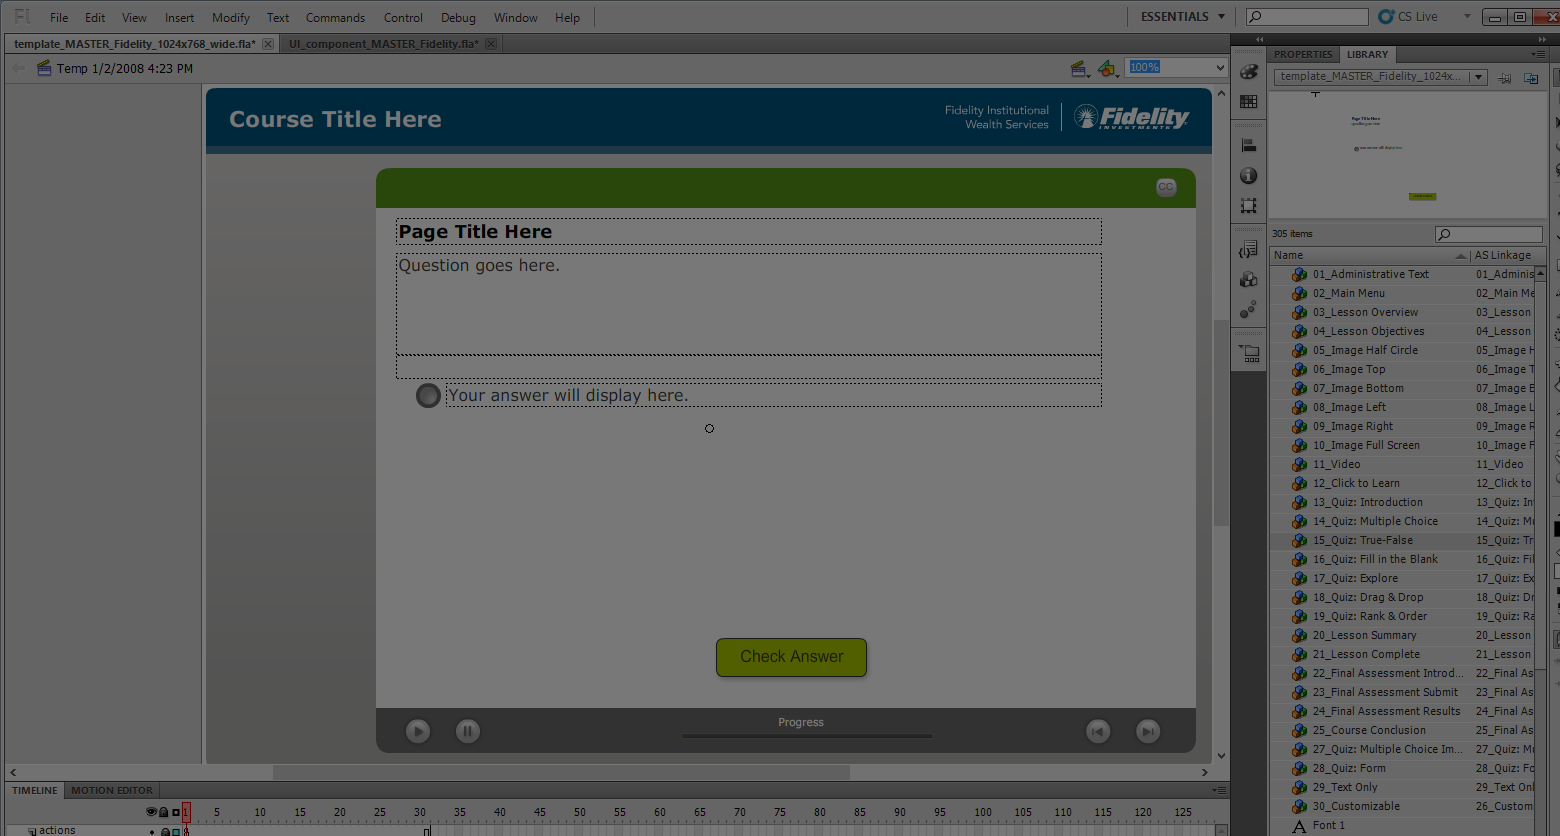 Fl File Edit View Insert Modify Text Commands Control Debug Window Help ESSENTIALS CS Live
template_MASTER_Fidelity_1024x768_wide.fla* UI_component_MASTER_Fidelity.fla*
Temp 1/2/2008 4:23 PM 100%
Course Title Here
Fidelity Institutional
Wealth Services
Fidelity
INVESTMENTS
CC
Page Title Here
Question goes here.
Your answer will display here.
Check Answer
Progress
TIMELINE MOTION EDITOR
1 5 10 15 20 25 30 35 40 45 50 55 60 65 70 75 80 85 90 95 100 105 110 115 120 125
actions
PROPERTIES LIBRARY
template_MASTER_Fidelity_1024x...
Page Title Here
305 items
Name AS Linkage
01_Administrative Text 01_Adminis
02_Main Menu 02_Main Me
03_Lesson Overview 03_Lesson
04_Lesson Objectives 04_Lesson
05_Image Half Circle 05_Image H
06_Image Top 06_Image T
07_Image Bottom 07_Image B
08_Image Left 08_Image L
09_Image Right 09_Image R
10_Image Full Screen 10_Image F
11_Video 11_Video
12_Click to Learn 12_Click to
13_Quiz: Introduction 13_Quiz: In
14_Quiz: Multiple Choice 14_Quiz: Mu
15_Quiz: True-False 15_Quiz: Tr
16_Quiz: Fill in the Blank 16_Quiz: Fil
17_Quiz: Explore 17_Quiz: Ex
18_Quiz: Drag & Drop 18_Quiz: Dr
19_Quiz: Rank & Order 19_Quiz: Ra
20_Lesson Summary 20_Lesson
21_Lesson Complete 21_Lesson
22_Final Assessment Introd... 22_Final As
23_Final Assessment Submit 23_Final As
24_Final Assessment Results 24_Final As
25_Course Conclusion 25_Final As
27_Quiz: Multiple Choice Im... 27_Quiz: Mu
28_Quiz: Form 28_Quiz: Fo
29_Text Only 29_Text Onl
30_Customizable 26_Custom
Font 1